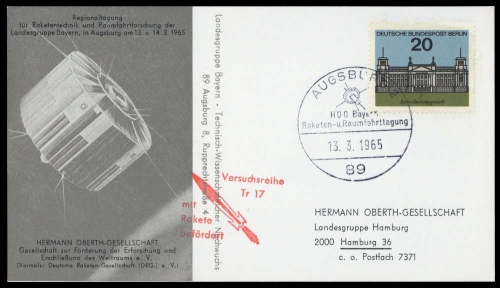 Regionaltagung
für Raketentechnik und Raumfahrtforschung der
Landesgruppe Bayern, in Augsburg am 13. u. 14. 3. 1965
HERMANN OBERTH-GESELLSCHAFT
Gesellschaft zur Förderung der Erforschung und
Erschließung des Weltraums e. V.
(Vormals: Deutsche Raketen-Gesellschaft (DRG.) e. V.)
Landesgruppe Bayern - Technisch-Wissenschaftlicher Nachwuchs
89 Augsburg 8, Rupprechtstraße 4
Versuchsreihe
Tr 17
mit
Rakete
befördert
DEUTSCHE BUNDESPOST BERLIN
20
AUGSBURG
HOG Bayern
Raketen-u.Raumfahrttagung
13. 3. 1965
89
HERMANN OBERTH-GESELLSCHAFT
Landesgruppe Hamburg
2000 Hamburg 36
c. o. Postfach 7371